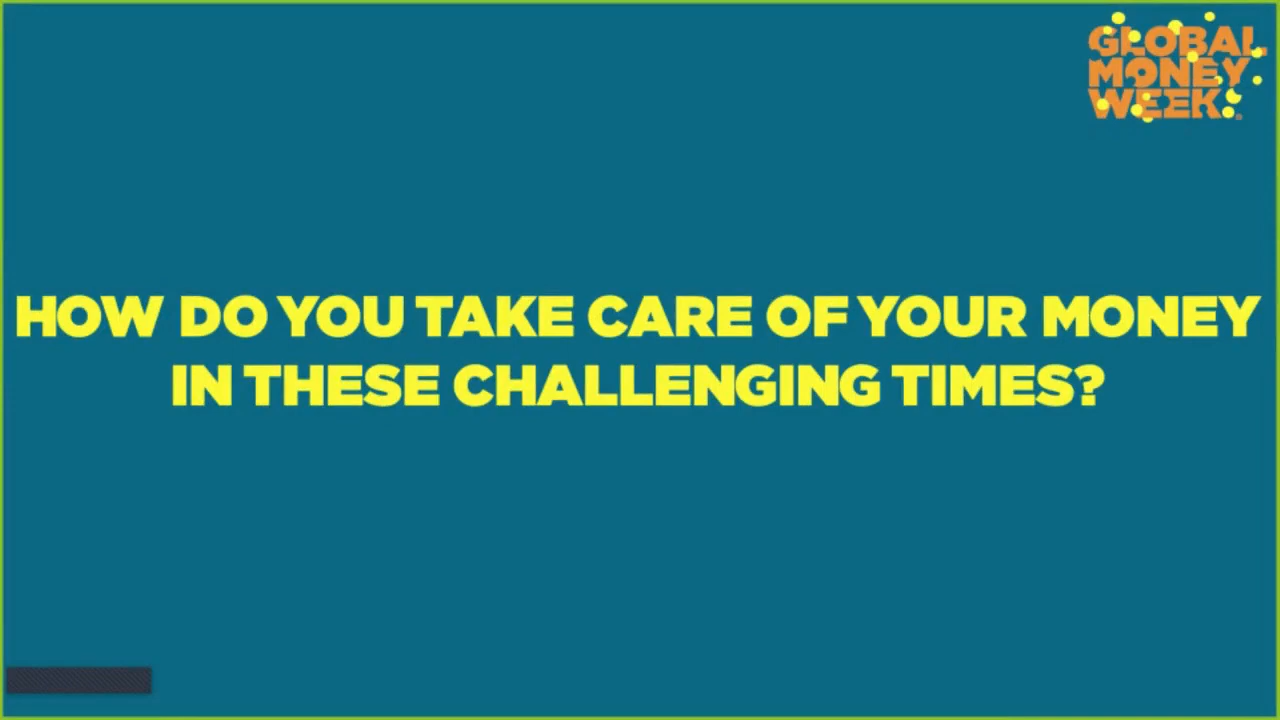 GLOBAL
MONEY
WEEK
HOW DO YOU TAKE CARE OF YOUR MONEY
IN THESE CHALLENGING TIMES?